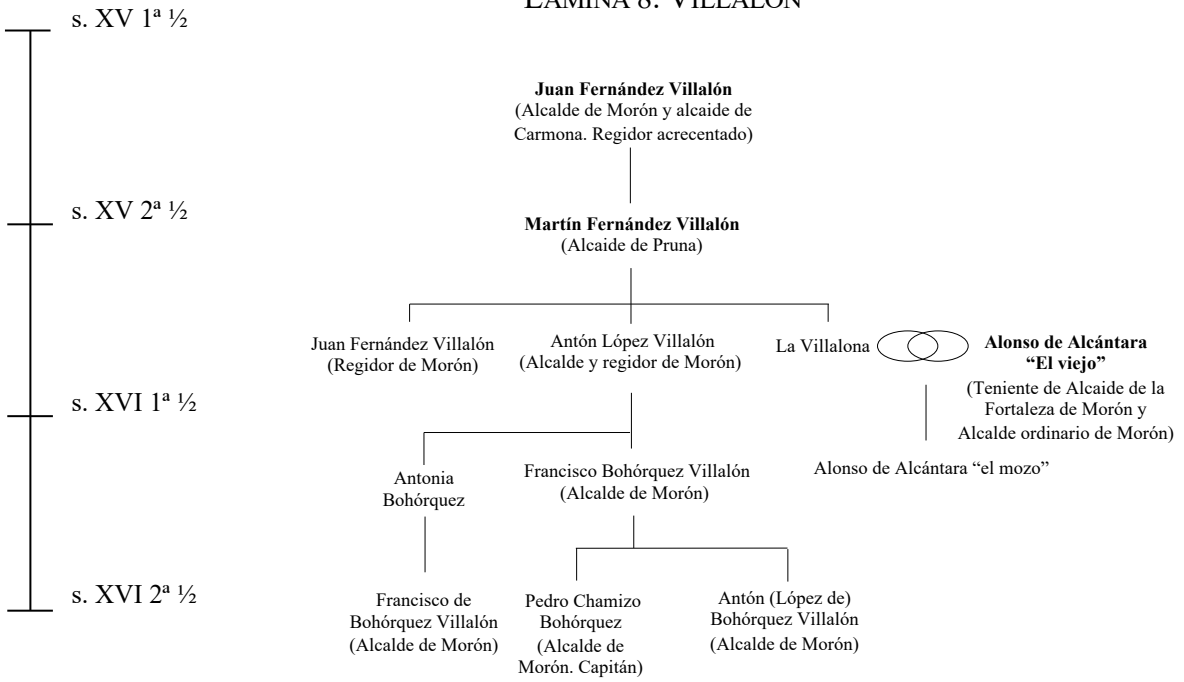 LÁMINA 8: VILLALÓN
s. XV 1ª ½
Juan Fernández Villalón
(Alcalde de Morón y alcaide de
Carmona. Regidor acrecentado)
s. XV 2ª ½
Martín Fernández Villalón
(Alcaide de Pruna)
Juan Fernández Villalón
(Regidor de Morón)
Antón López Villalón
(Alcalde y regidor de Morón)
La Villalona
Alonso de Alcántara
“El viejo”
(Teniente de Alcaide de la
Fortaleza de Morón y
Alcalde ordinario de Morón)
s. XVI 1ª ½
Antonia
Bohórquez
Francisco Bohórquez Villalón
(Alcalde de Morón)
Alonso de Alcántara “el mozo”
s. XVI 2ª ½
Francisco de
Bohórquez Villalón
(Alcalde de Morón)
Pedro Chamizo
Bohórquez
(Alcalde de
Morón. Capitán)
Antón (López de)
Bohórquez Villalón
(Alcalde de Morón)